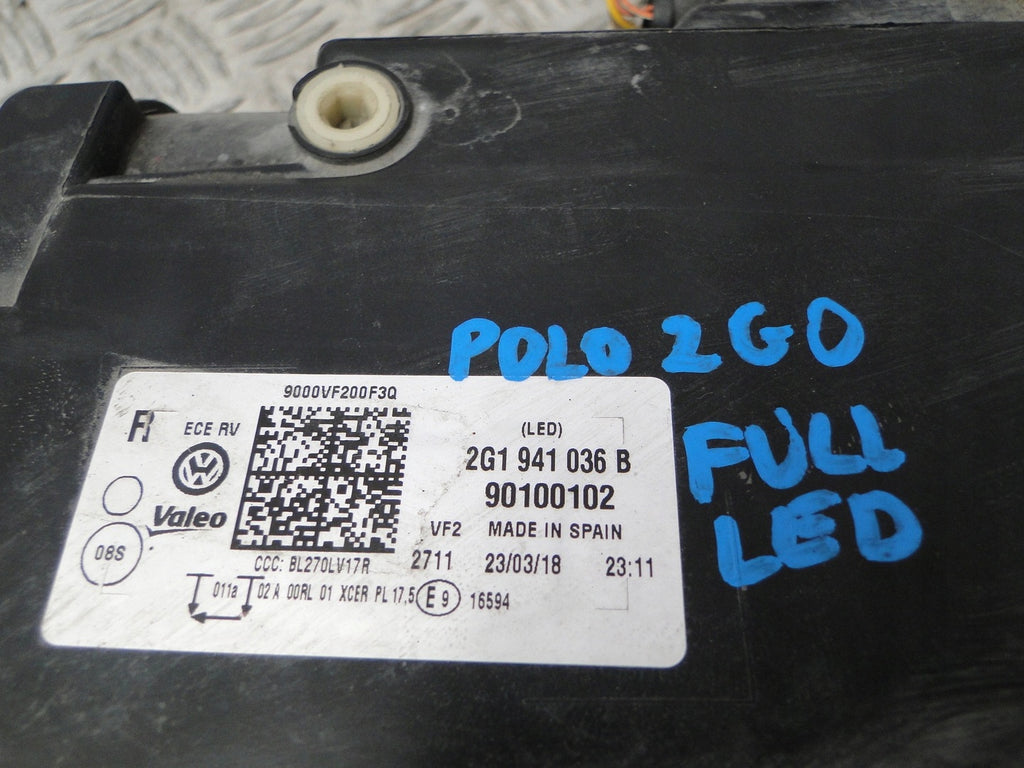 POLO 2GO
FULL
LED
9000VF200F3Q
R ECE RV
(LED)
2G1 941 036 B
90100102
Valeo
VF2 MADE IN SPAIN
08S
CCC: BL270LV17R 2711 23/03/18 23:11
011a 02 A 00RL 01 XCER PL 17,5 E 9 16594